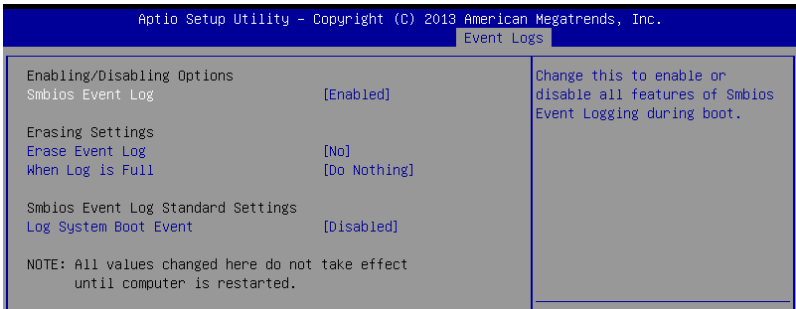 Aptio Setup Utility – Copyright (C) 2013 American Megatrends, Inc.
Event Logs
Enabling/Disabling Options
Smbios Event Log [Enabled]
Erasing Settings
Erase Event Log [No]
When Log is Full [Do Nothing]
Smbios Event Log Standard Settings
Log System Boot Event [Disabled]
NOTE: All values changed here do not take effect
until computer is restarted.
Change this to enable or
disable all features of Smbios
Event Logging during boot.